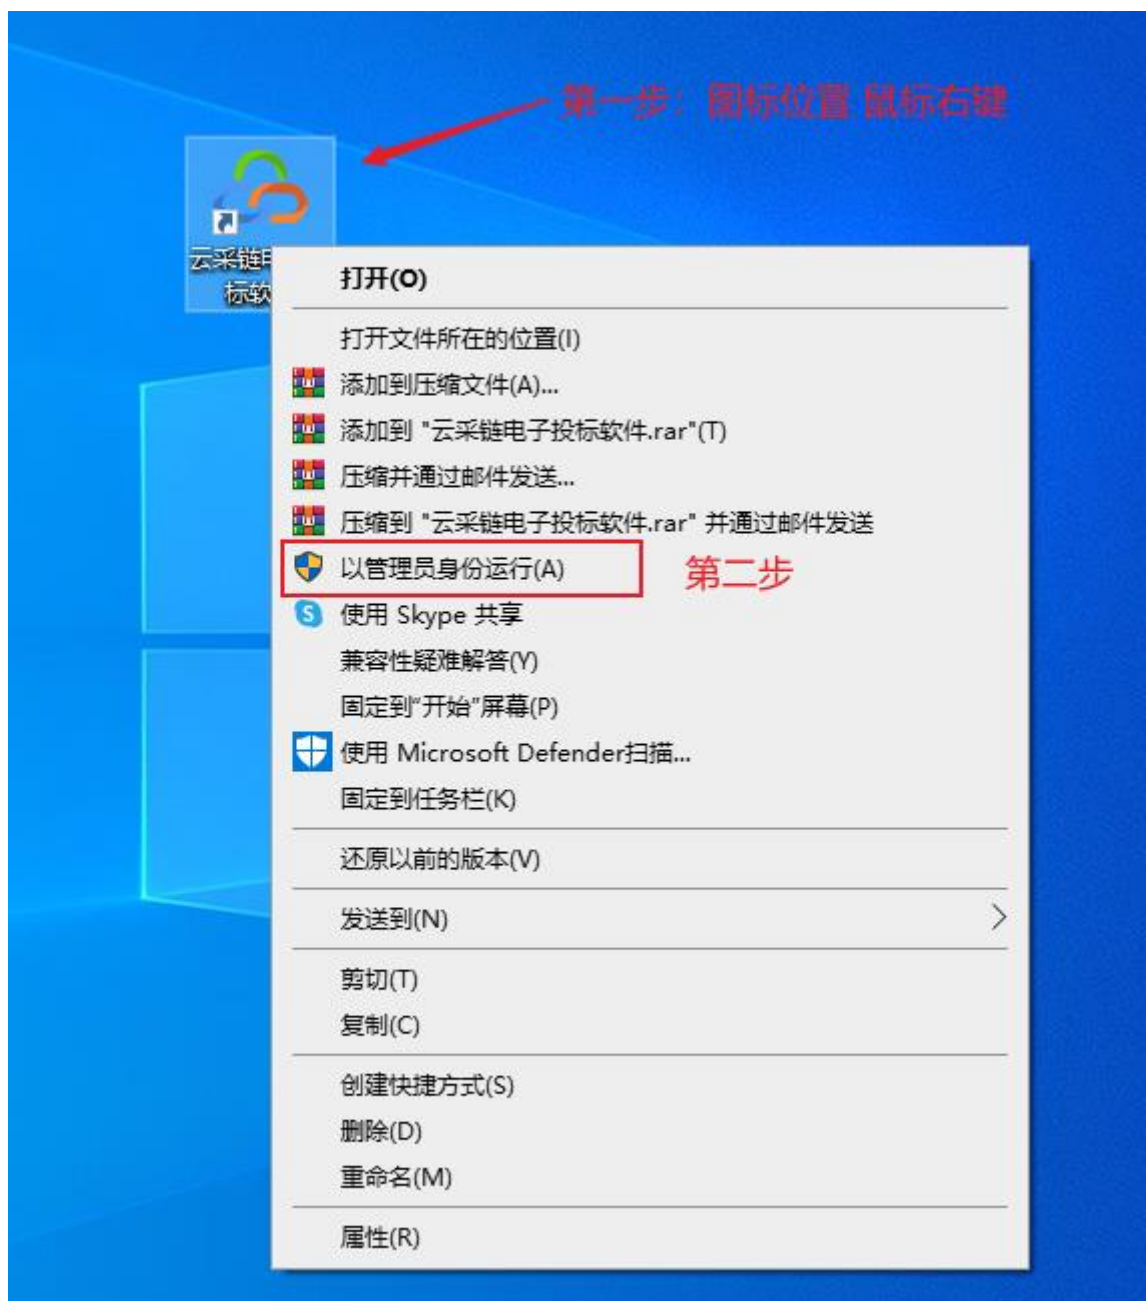 第一步：图标位置 鼠标右键
云采链电
标软
打开(O)
打开文件所在的位置(I)
添加到压缩文件(A)...
添加到 "云采链电子投标软件.rar"(T)
压缩并通过邮件发送...
压缩到 "云采链电子投标软件.rar" 并通过邮件发送
以管理员身份运行(A)
第二步
使用 Skype 共享
兼容性疑难解答(Y)
固定到"开始"屏幕(P)
使用 Microsoft Defender扫描...
固定到任务栏(K)
还原以前的版本(V)
发送到(N)
剪切(T)
复制(C)
创建快捷方式(S)
删除(D)
重命名(M)
属性(R)